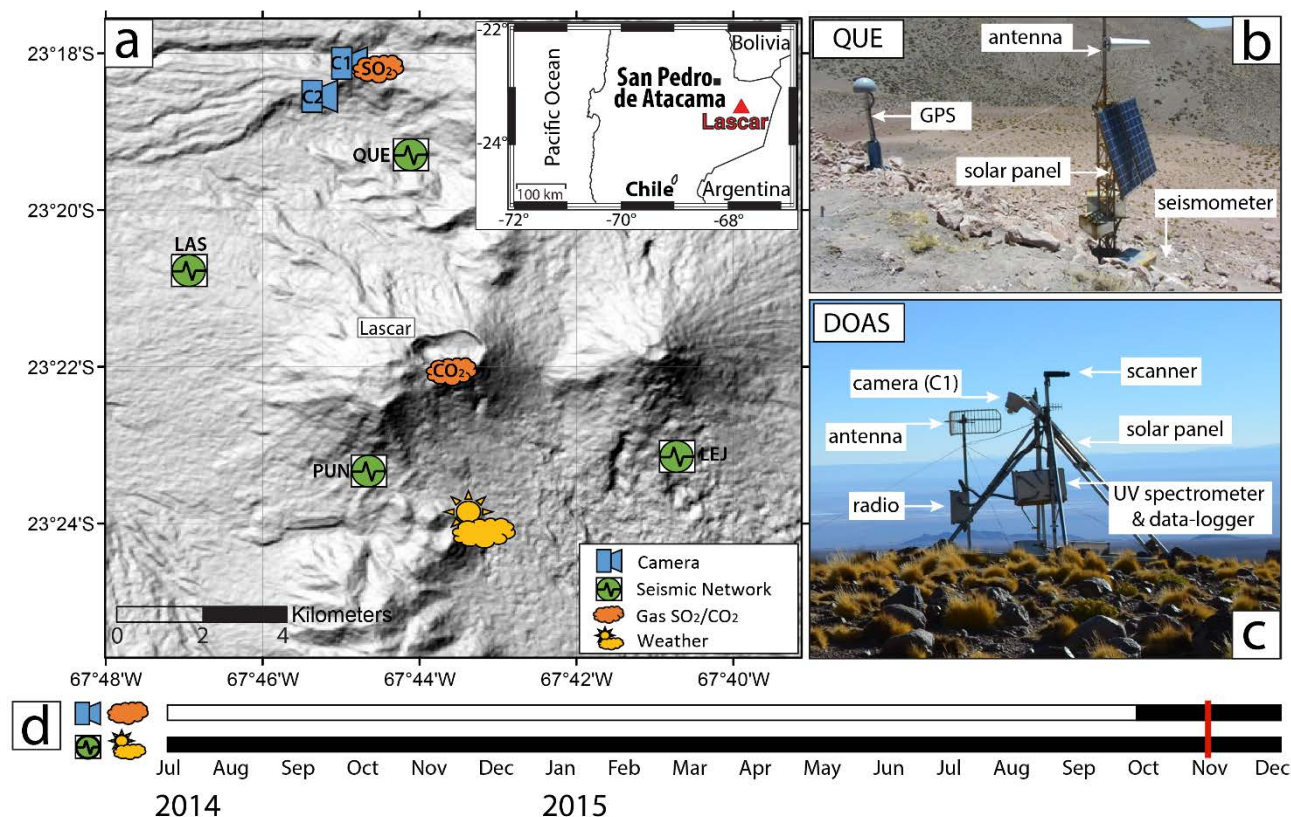 a
23°18'S
23°20'S
23°22'S
23°24'S
C1
SO₂
C2
QUE
LAS
Lascar
CO₂
PUN
LEJ
-22°
-24°
Pacific Ocean
Bolivia
San Pedro
de Atacama
Lascar
Chile
Argentina
100 km
-72
-70
-68
Camera
Seismic Network
Gas SO₂/CO₂
Weather
Kilometers
0
2
4
67°48'W
67°46'W
67°44'W
67°42'W
67°40'W
QUE
b
antenna
GPS
solar panel
seismometer
DOAS
camera (C1)
scanner
antenna
solar panel
radio
UV spectrometer
& data-logger
c
d
Jul Aug Sep Oct Nov Dec Jan Feb Mar Apr May Jun Jul Aug Sep Oct Nov Dec
2014 2015